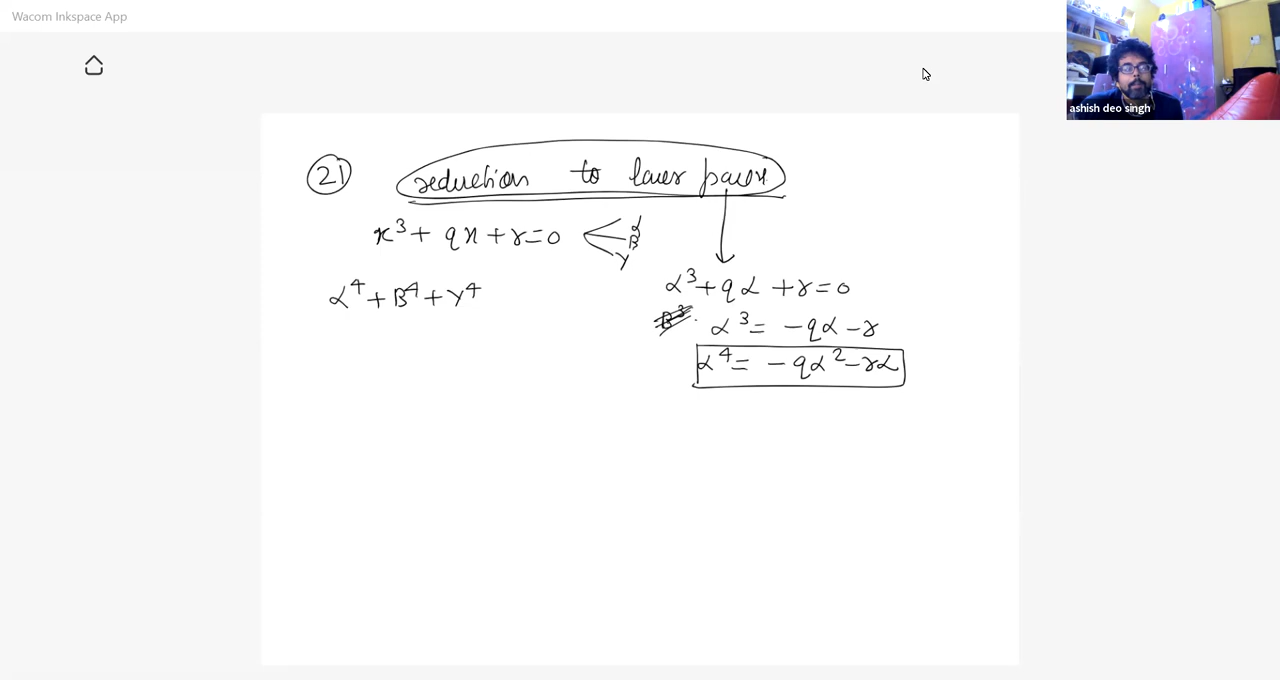 Wacom Inkspace App
ashish deo singh
21 reduction to lower power
x³ + qx + r = 0 α β γ
α³ + qα + r = 0
α⁴ + β⁴ + γ⁴
α³ = -qα - r
α⁴ = -qα² - rα